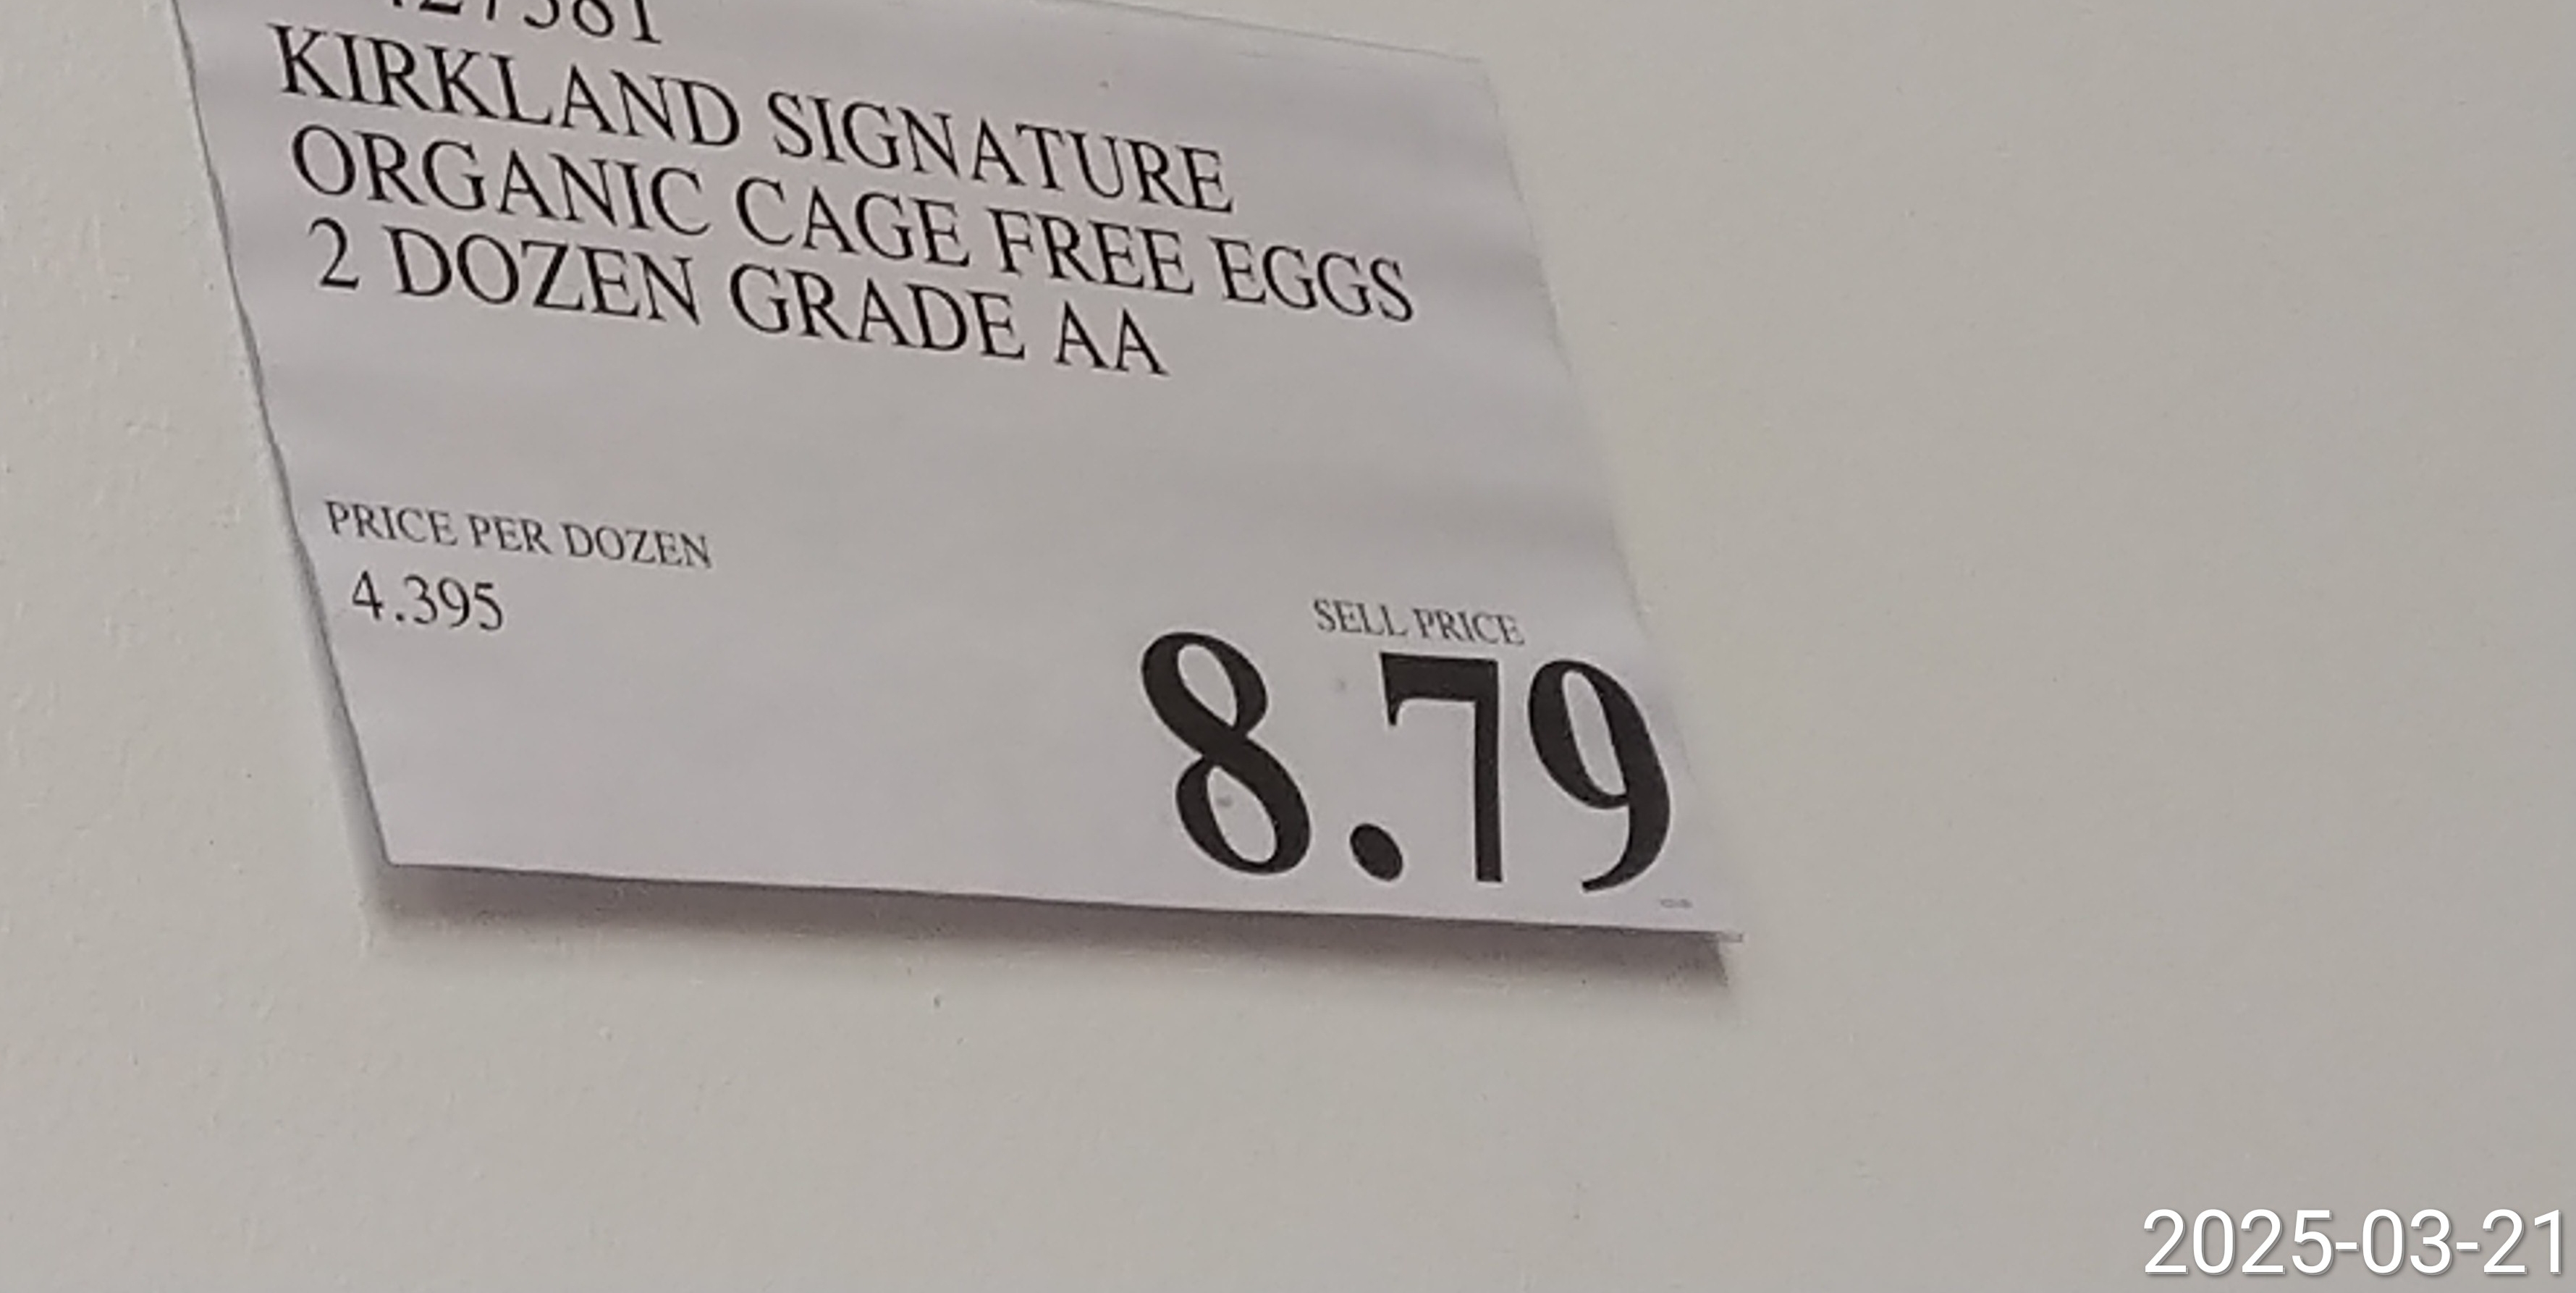 427581
KIRKLAND SIGNATURE
ORGANIC CAGE FREE EGGS
2 DOZEN GRADE AA
PRICE PER DOZEN
4.395
SELL PRICE
8.79
2025-03-21